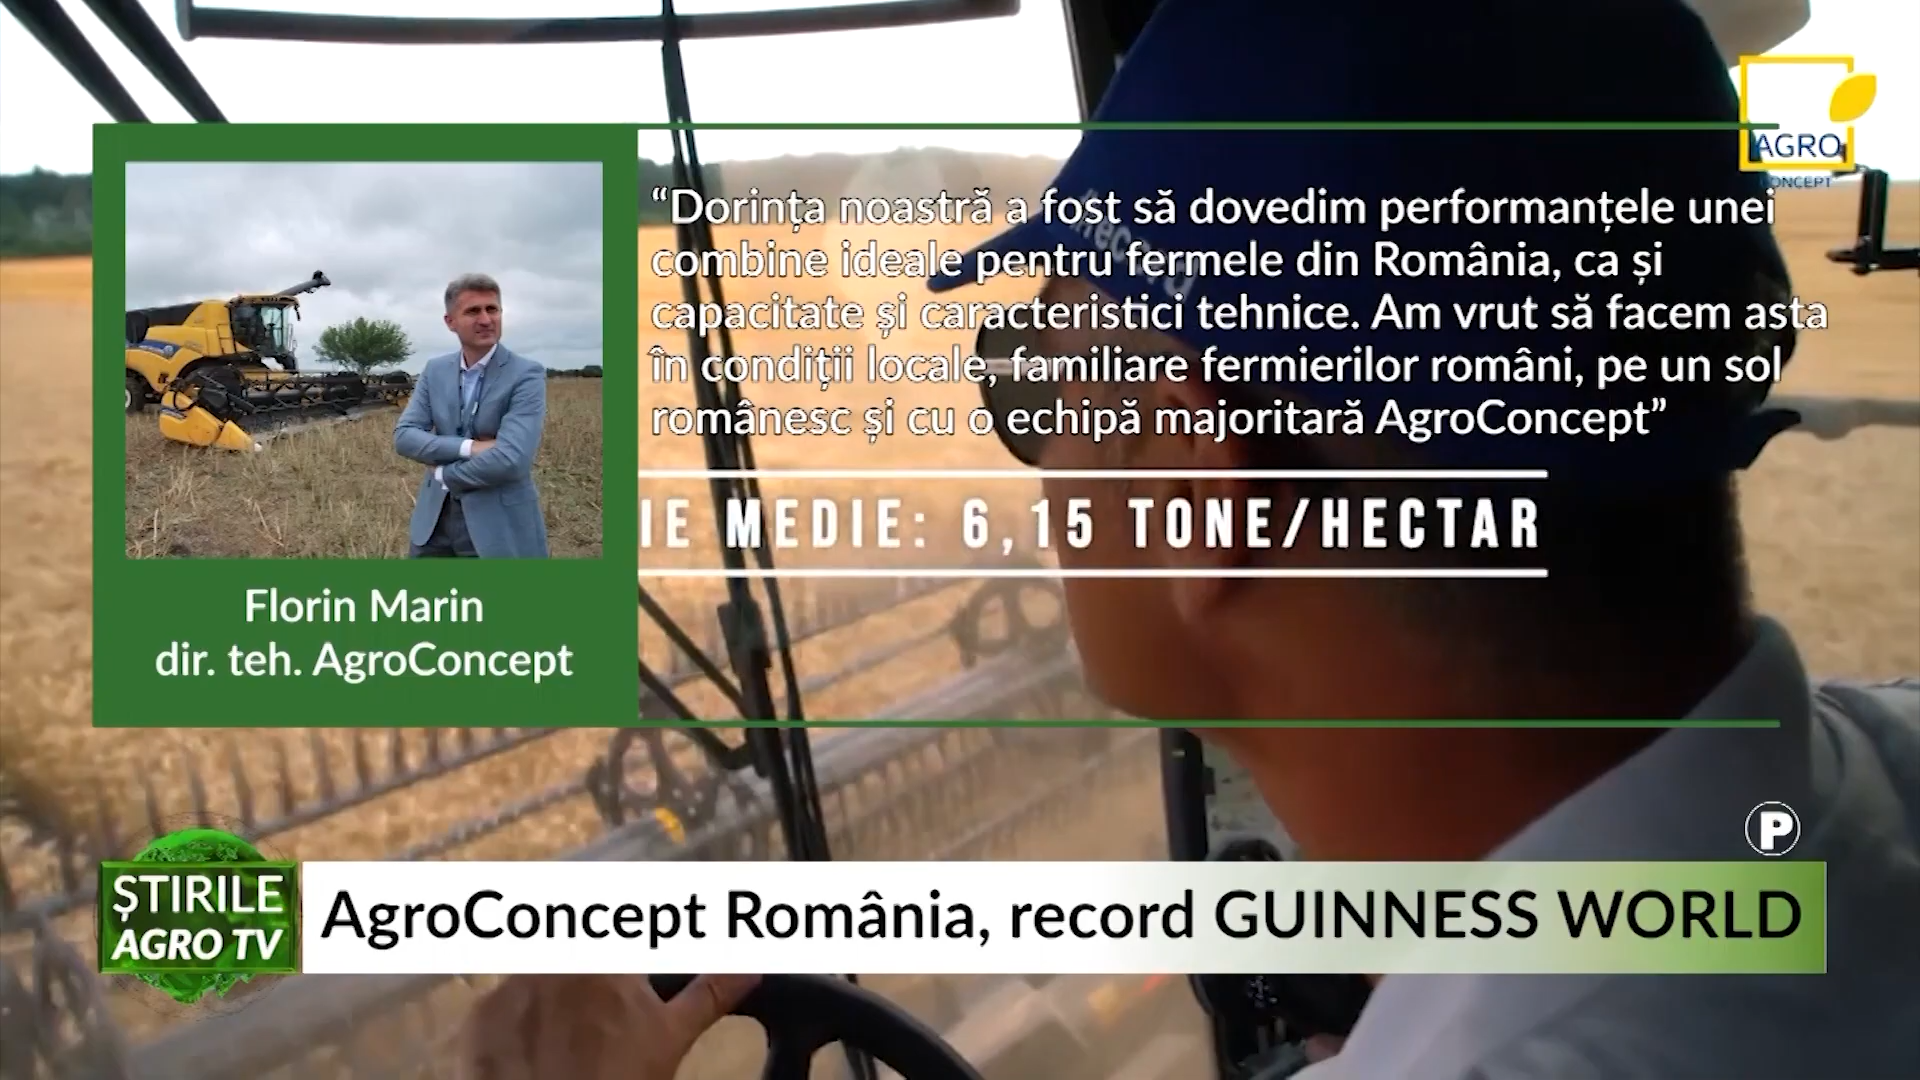 AGRO
CONCEPT
“Dorința noastră a fost să dovedim performanțele unei
combine ideale pentru fermele din România, ca și
capacitate și caracteristici tehnice. Am vrut să facem asta
în condiții locale, familiare fermierilor români, pe un sol
românesc și cu o echipă majoritară AgroConcept”
IE MEDIE: 6,15 TONE/HECTAR
Florin Marin
dir. teh. AgroConcept
P
ȘTIRILE
AGRO TV
AgroConcept România, record GUINNESS WORLD